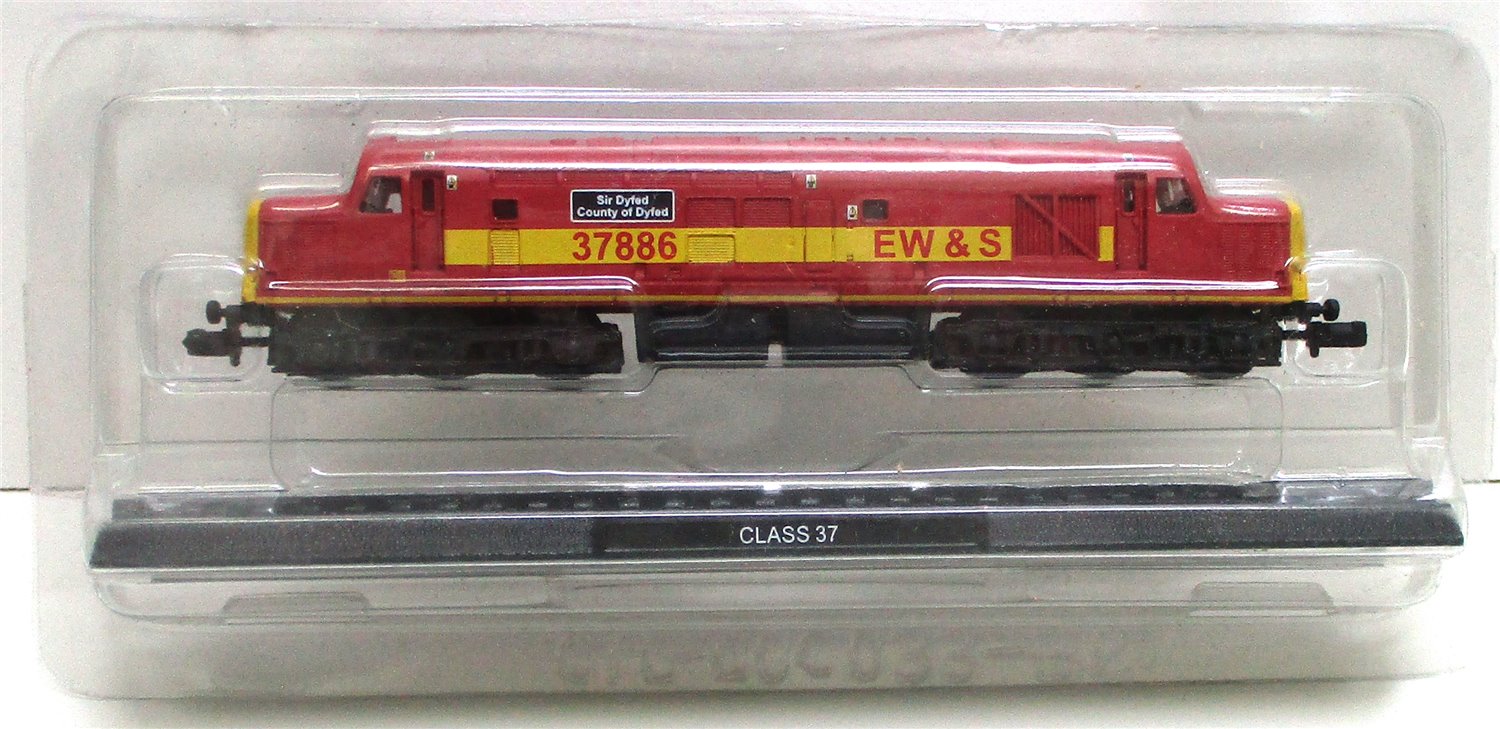 Sir Dyfed
County of Dyfed
37886
EW & S
CLASS 37